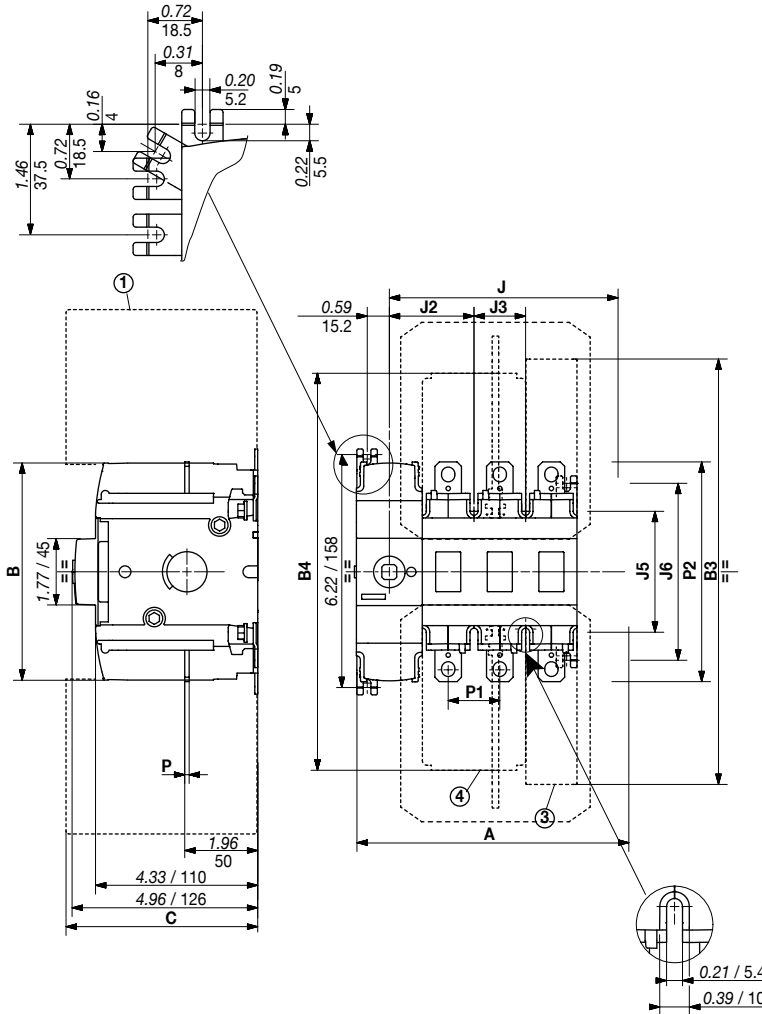 0.72
18.5
0.31
8
0.20
5.2
0.19
5
0.16
4
0.72
18.5
1.46
37.5
0.22
5.5
1
J
0.59
15.2
J2
J3
B
1.77 / 45
= =
B4
6.22 / 158
= =
J5
J6
P2
B3
= =
P1
P
4
3
A
1.96
50
4.33 / 110
4.96 / 126
C
0.21 / 5.4
0.39 / 10